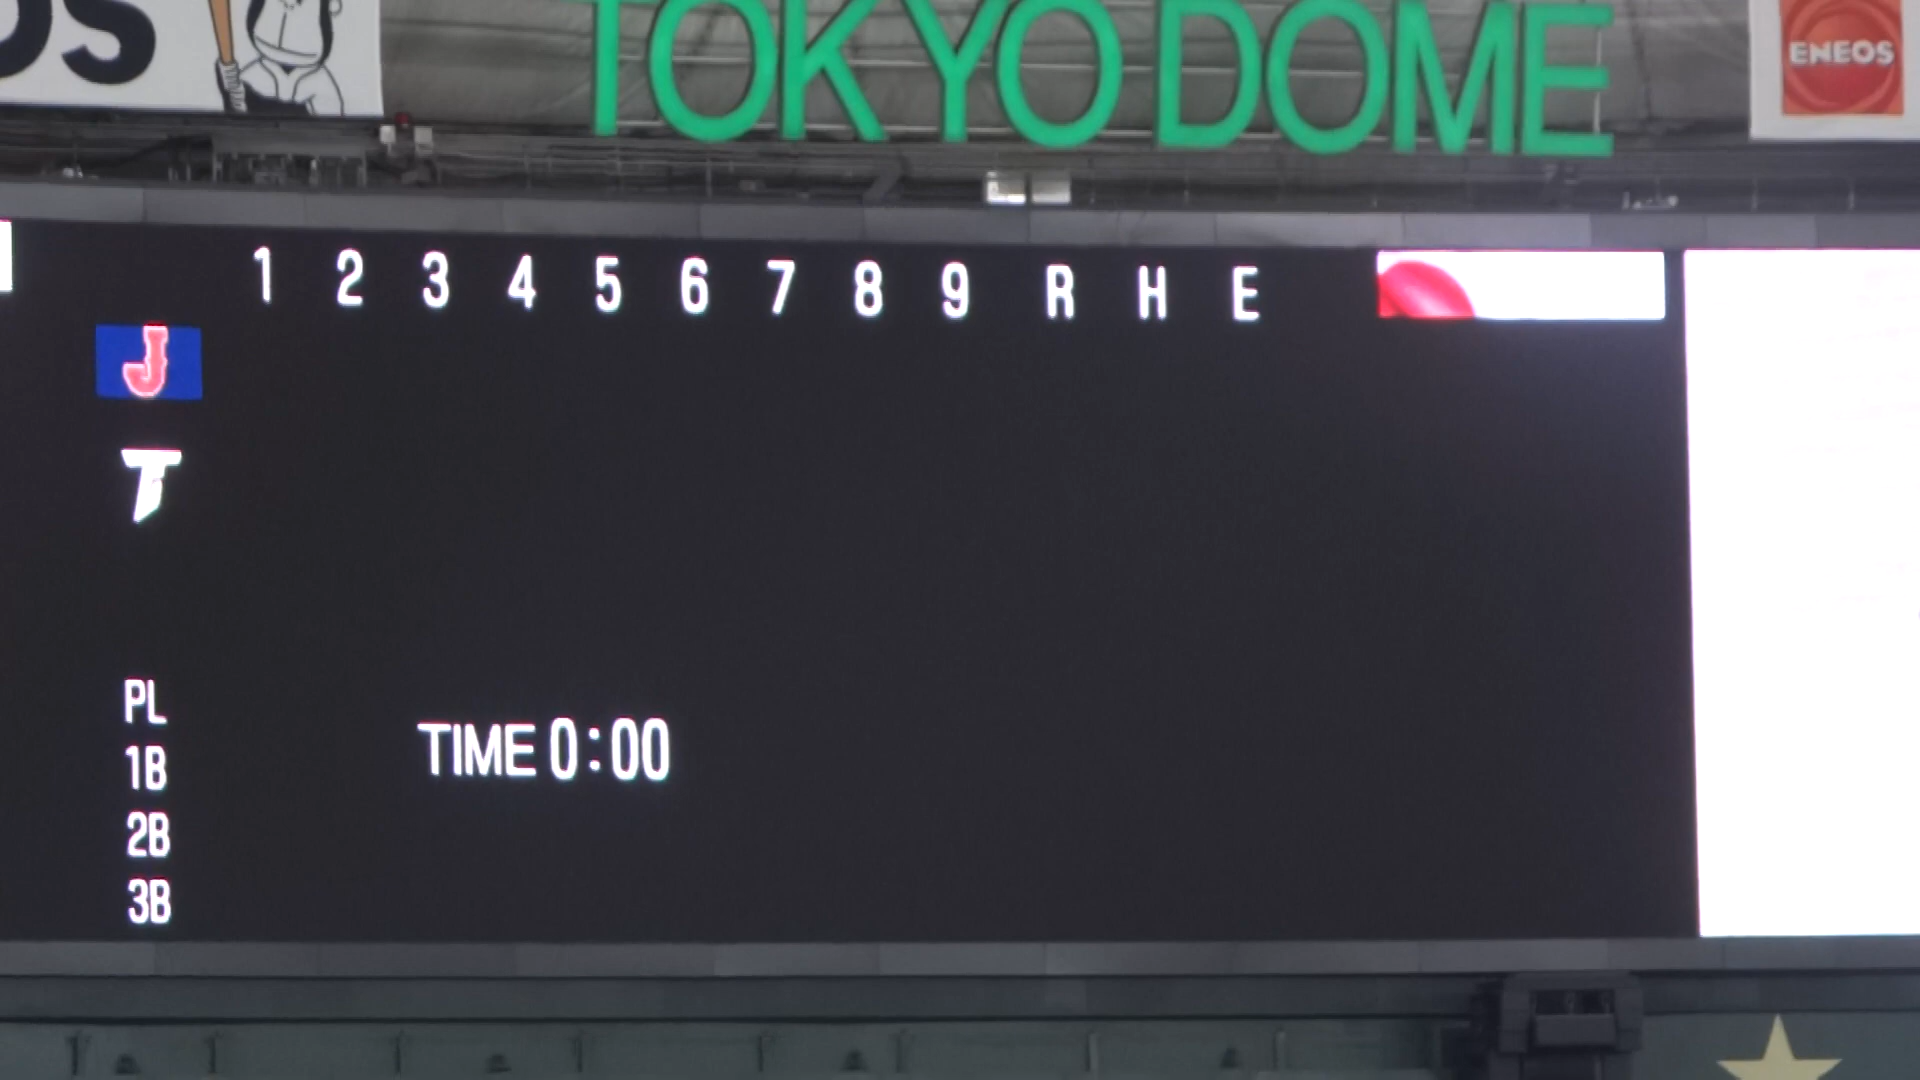 OS
TOKYO DOME
ENEOS
1 2 3 4 5 6 7 8 9 R H E
J
T
PL
1B
2B
3B
TIME 0:00